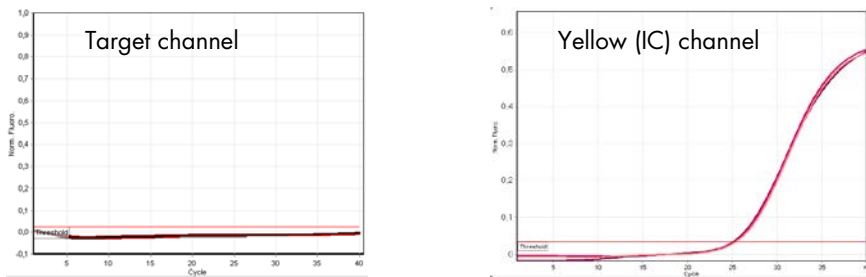 Target channel
1,0
0,9
0,8
0,7
0,6
0,5
0,4
0,3
0,2
0,1
0,0
-0,1
Norm. Fluoro.
Threshold
5 10 15 20 25 30 35 40
Cycle
Yellow (IC) channel
0,6
0,5
0,4
0,3
0,2
0,1
0
Norm. Fluoro.
Threshold
5 10 15 20 25 30 35 40
Cycle